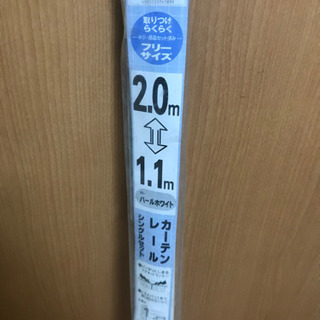 取りつけ
らくらく
フリー
サイズ
2.0m
1.1m
パールホワイト
カーテン
レール
シングルセット